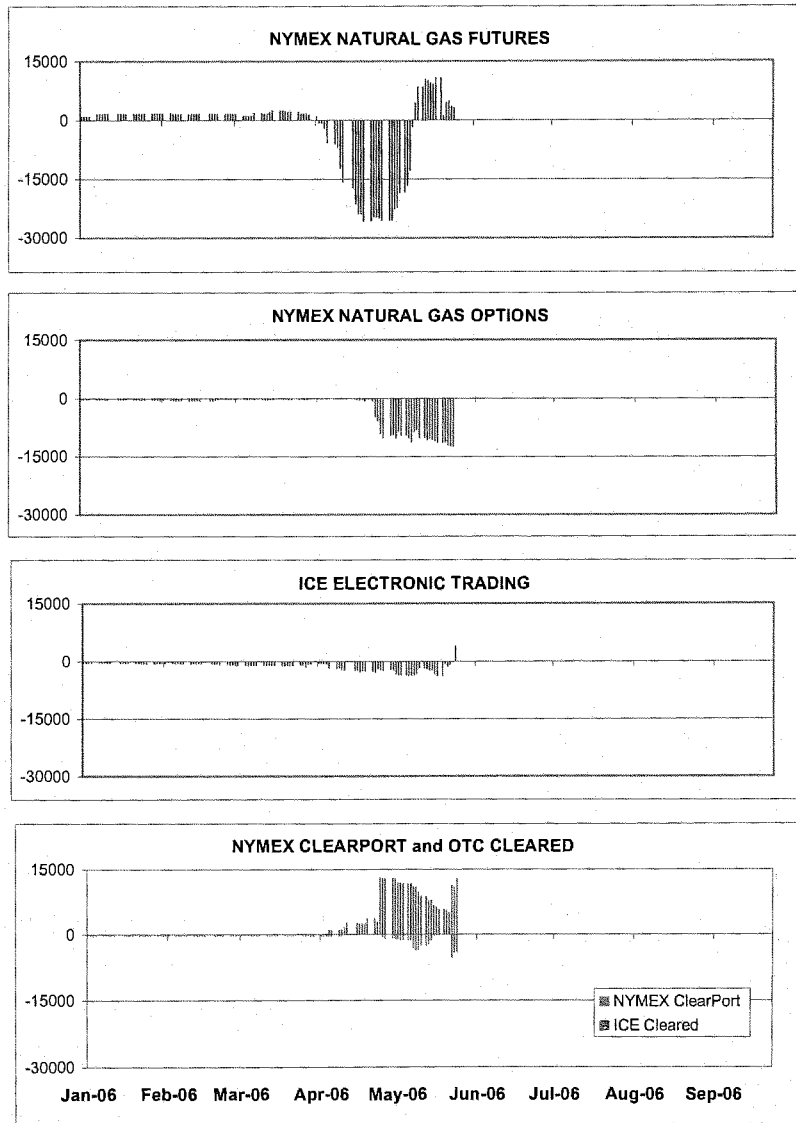 NYMEX NATURAL GAS FUTURES
15000
0
-15000
-30000
NYMEX NATURAL GAS OPTIONS
15000
0
-15000
-30000
ICE ELECTRONIC TRADING
15000
0
-15000
-30000
NYMEX CLEARPORT and OTC CLEARED
15000
0
-15000
-30000
NYMEX ClearPort
ICE Cleared
Jan-06 Feb-06 Mar-06 Apr-06 May-06 Jun-06 Jul-06 Aug-06 Sep-06